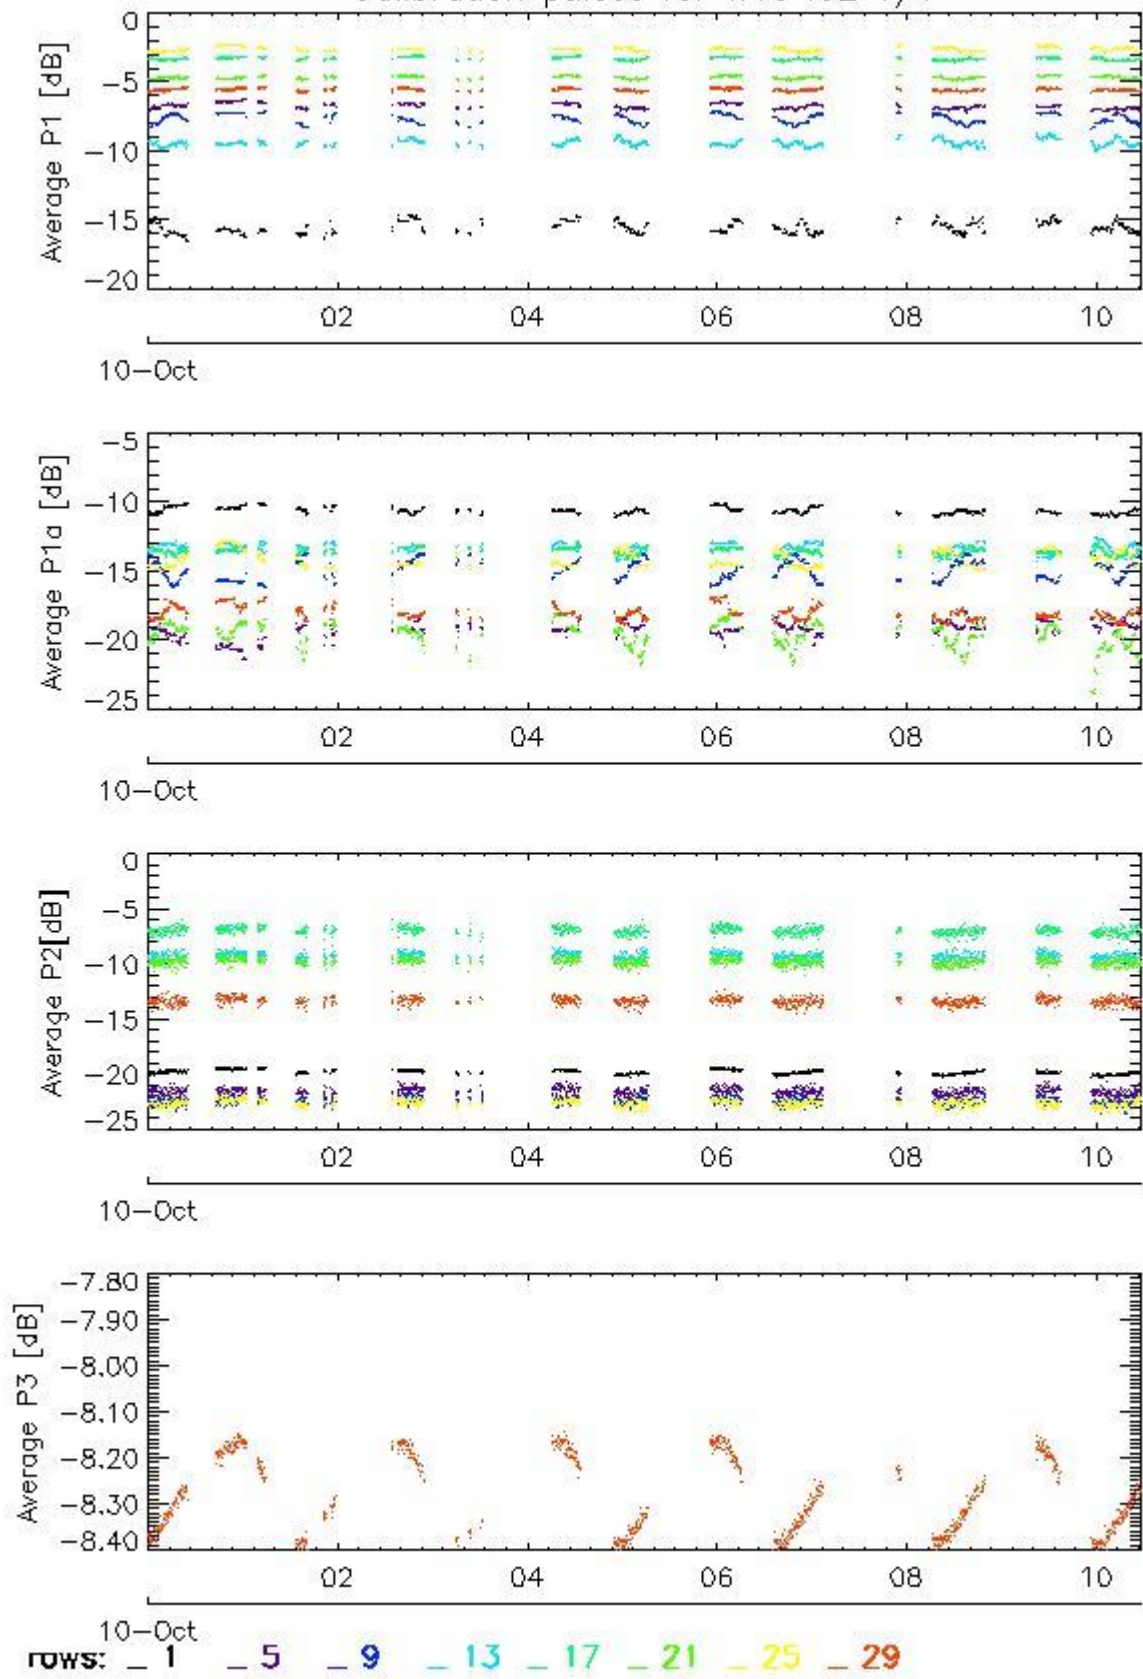 0
−5
−10
−15
−20
Average P1 [dB]
02 04 06 08 10
10−Oct
−5
−10
−15
−20
−25
Average P1a [dB]
02 04 06 08 10
10−Oct
0
−5
−10
−15
−20
−25
Average P2[dB]
02 04 06 08 10
10−Oct
−7.80
−7.90
−8.00
−8.10
−8.20
−8.30
−8.40
Average P3 [dB]
02 04 06 08 10
10−Oct
rows: _ 1 _ 5 _ 9 _ 13 _ 17 _ 21 _ 25 _ 29